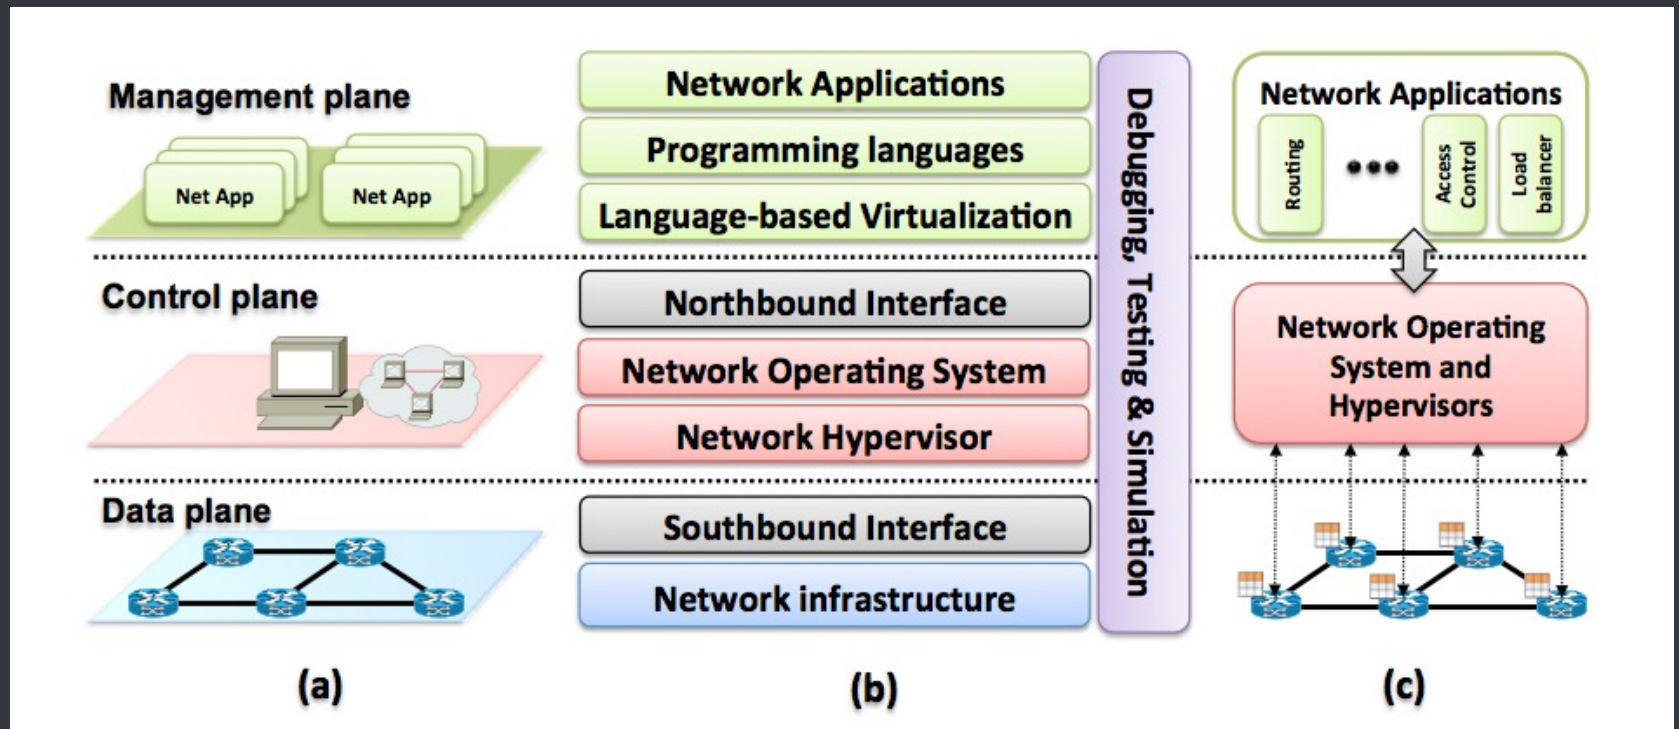 Management plane
Net App
Net App
Control plane
Data plane
(a)
Network Applications
Programming languages
Language-based Virtualization
Northbound Interface
Network Operating System
Network Hypervisor
Southbound Interface
Network infrastructure
Debugging, Testing & Simulation
(b)
Network Applications
Routing
Access
Control
Load
balancer
Network Operating
System and
Hypervisors
(c)